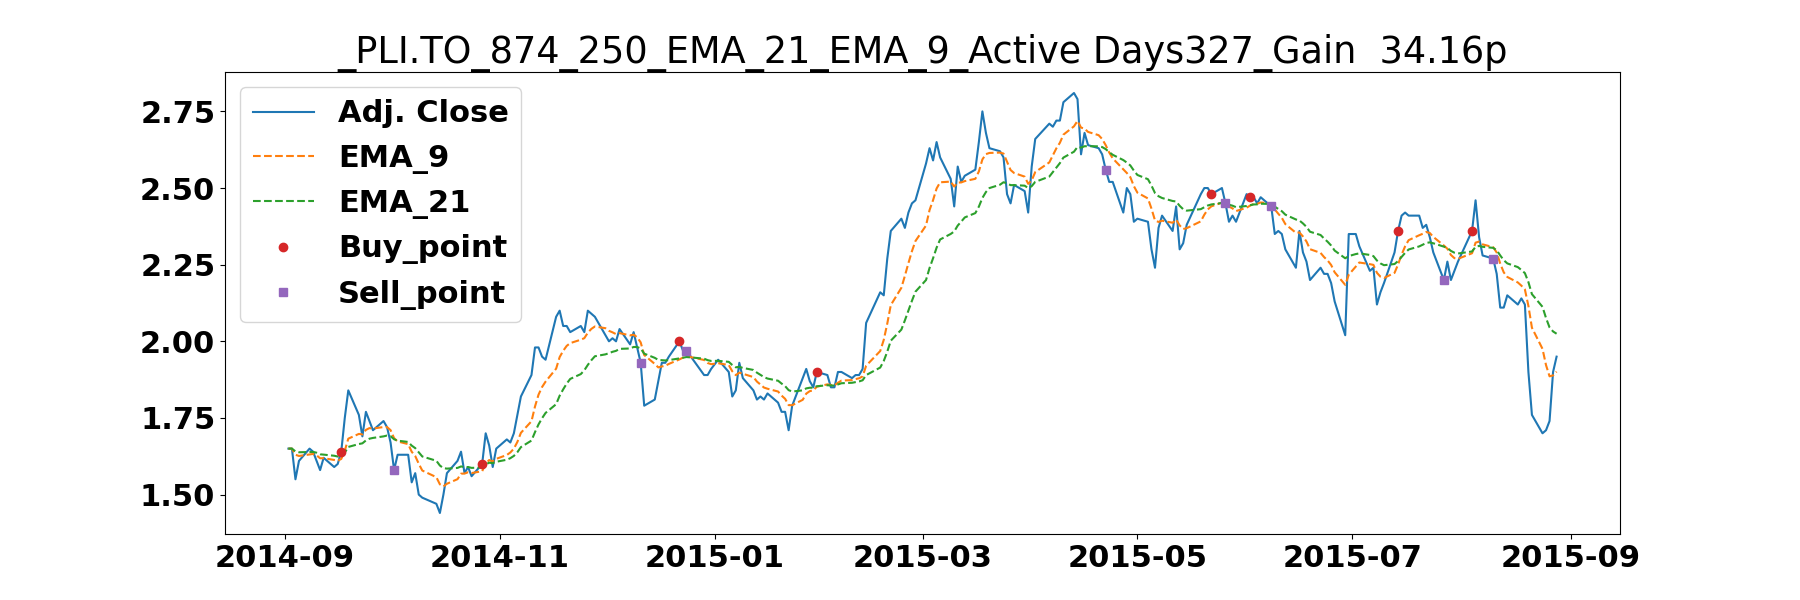 _PLI.TO_874_250_EMA_21_EMA_9_Active Days327_Gain  34.16p
2.75
2.50
2.25
2.00
1.75
1.50
Adj. Close
EMA_9
EMA_21
Buy_point
Sell_point
2014-09 2014-11 2015-01 2015-03 2015-05 2015-07 2015-09